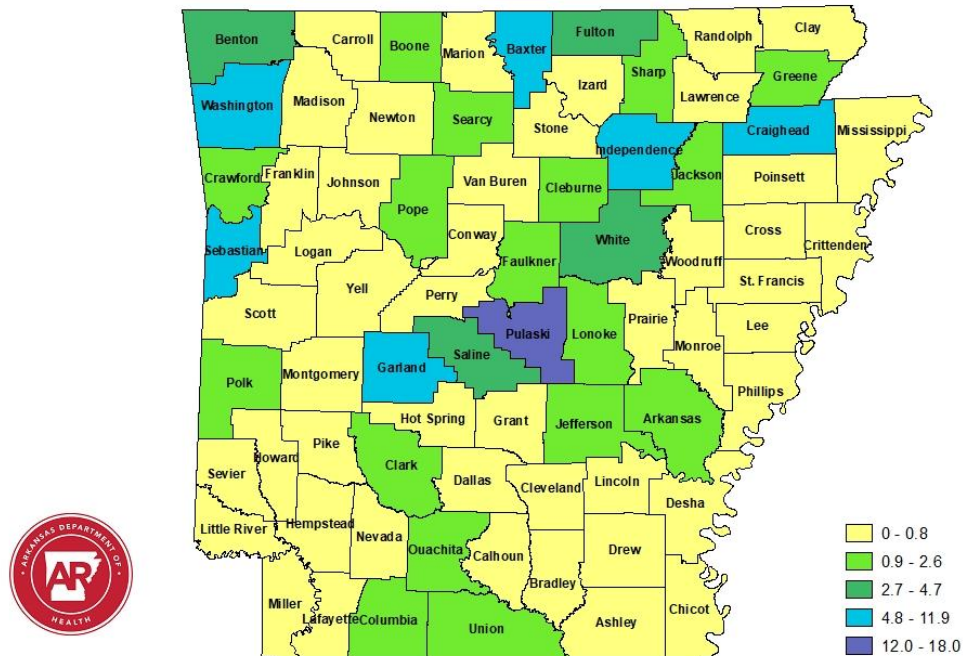 Benton
Carroll
Boone
Marion
Baxter
Fulton
Sharp
Randolph
Clay
Washington
Madison
Newton
Searcy
Stone
Izard
Lawrence
Greene
Independence
Craighead
Mississippi
Crawford
Franklin
Johnson
Pope
Van Buren
Cleburne
Jackson
Poinsett
Sebastian
Logan
Conway
Faulkner
White
Woodruff
Cross
Crittenden
Scott
Yell
Perry
Pulaski
Lonoke
Prairie
Monroe
St. Francis
Lee
Phillips
Polk
Montgomery
Garland
Saline
Hot Spring
Grant
Jefferson
Arkansas
Sevier
Howard
Pike
Clark
Dallas
Cleveland
Lincoln
Desha
Little River
Hempstead
Nevada
Ouachita
Calhoun
Bradley
Drew
Miller
Lafayette
Columbia
Union
Ashley
Chicot
ARKANSAS DEPARTMENT OF
AR
HEALTH
0 - 0.8
0.9 - 2.6
2.7 - 4.7
4.8 - 11.9
12.0 - 18.0